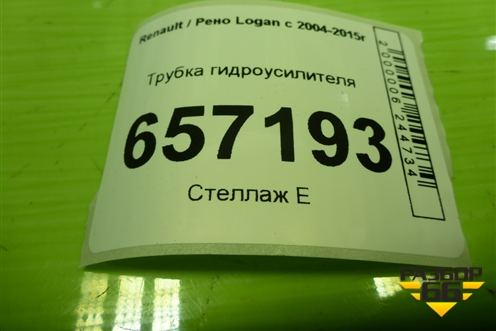 Renault / Рено Logan с 2004-2015г
Трубка гидроусилителя
657193
Стеллаж Е
2000006244734
РАЗБОР
66